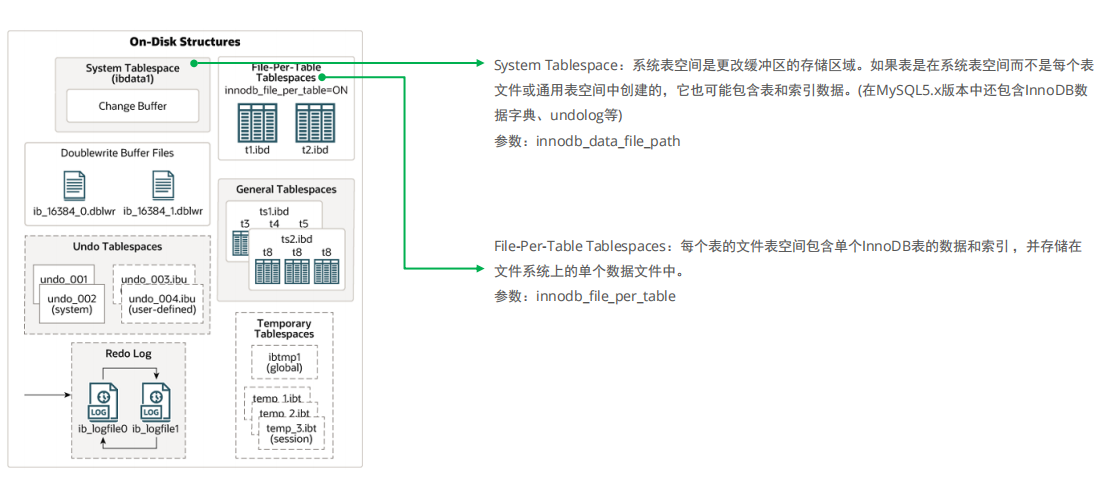 On-Disk Structures
System Tablespace
(ibdata1)
Change Buffer
File-Per-Table
Tablespaces
innodb_file_per_table=ON
t1.ibd
t2.ibd
Doublewrite Buffer Files
ib_16384_0.dblwr
ib_16384_1.dblwr
General Tablespaces
ts1.ibd
t3 t4 t5
ts2.ibd
t8 t8 t8
Undo Tablespaces
undo_001
undo_002
(system)
undo_003.ibu
undo_004.ibu
(user-defined)
Temporary
Tablespaces
ibtmp1
(global)
temp_1.ibt
temp_2.ibt
temp_3.ibt
(session)
Redo Log
LOG
LOG
ib_logfile0
ib_logfile1
System Tablespace：系统表空间是更改缓冲区的存储区域。如果表是在系统表空间而不是每个表
文件或通用表空间中创建的，它也可能包含表和索引数据。(在MySQL5.x版本中还包含InnoDB数
据字典、undolog等)
参数：innodb_data_file_path
File-Per-Table Tablespaces：每个表的文件表空间包含单个InnoDB表的数据和索引 ，并存储在
文件系统上的单个数据文件中。
参数：innodb_file_per_table